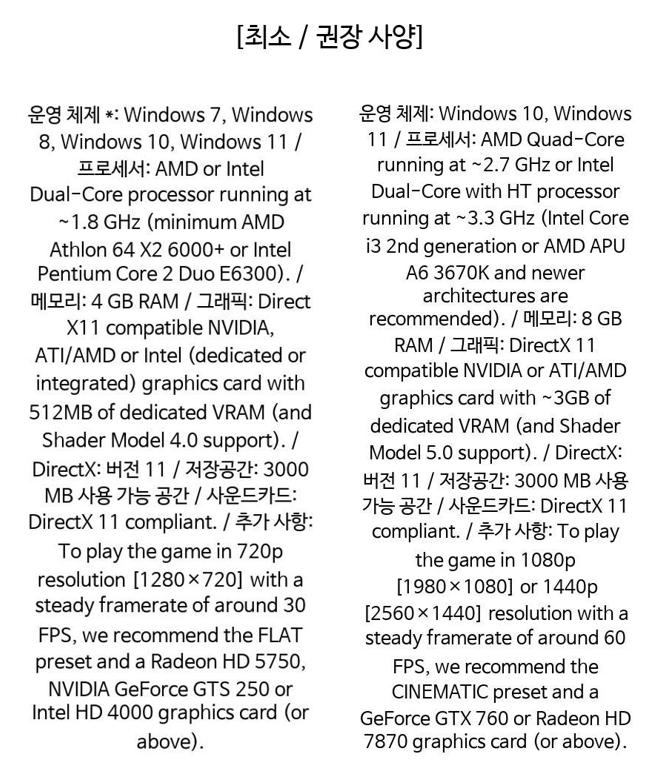 [최소 / 권장 사양]
운영 체제 *: Windows 7, Windows
8, Windows 10, Windows 11 /
프로세서: AMD or Intel
Dual-Core processor running at
~1.8 GHz (minimum AMD
Athlon 64 X2 6000+ or Intel
Pentium Core 2 Duo E6300). /
메모리: 4 GB RAM / 그래픽: Direct
X11 compatible NVIDIA,
ATI/AMD or Intel (dedicated or
integrated) graphics card with
512MB of dedicated VRAM (and
Shader Model 4.0 support). /
DirectX: 버전 11 / 저장공간: 3000
MB 사용 가능 공간 / 사운드카드:
DirectX 11 compliant. / 추가 사항:
To play the game in 720p
resolution [1280×720] with a
steady framerate of around 30
FPS, we recommend the FLAT
preset and a Radeon HD 5750,
NVIDIA GeForce GTS 250 or
Intel HD 4000 graphics card (or
above).
운영 체제: Windows 10, Windows
11 / 프로세서: AMD Quad-Core
running at ~2.7 GHz or Intel
Dual-Core with HT processor
running at ~3.3 GHz (Intel Core
i3 2nd generation or AMD APU
A6 3670K and newer
architectures are
recommended). / 메모리: 8 GB
RAM / 그래픽: DirectX 11
compatible NVIDIA or ATI/AMD
graphics card with ~3GB of
dedicated VRAM (and Shader
Model 5.0 support). / DirectX:
버전 11 / 저장공간: 3000 MB 사용
가능 공간 / 사운드카드: DirectX 11
compliant. / 추가 사항: To play
the game in 1080p
[1980×1080] or 1440p
[2560×1440] resolution with a
steady framerate of around 60
FPS, we recommend the
CINEMATIC preset and a
GeForce GTX 760 or Radeon HD
7870 graphics card (or above).